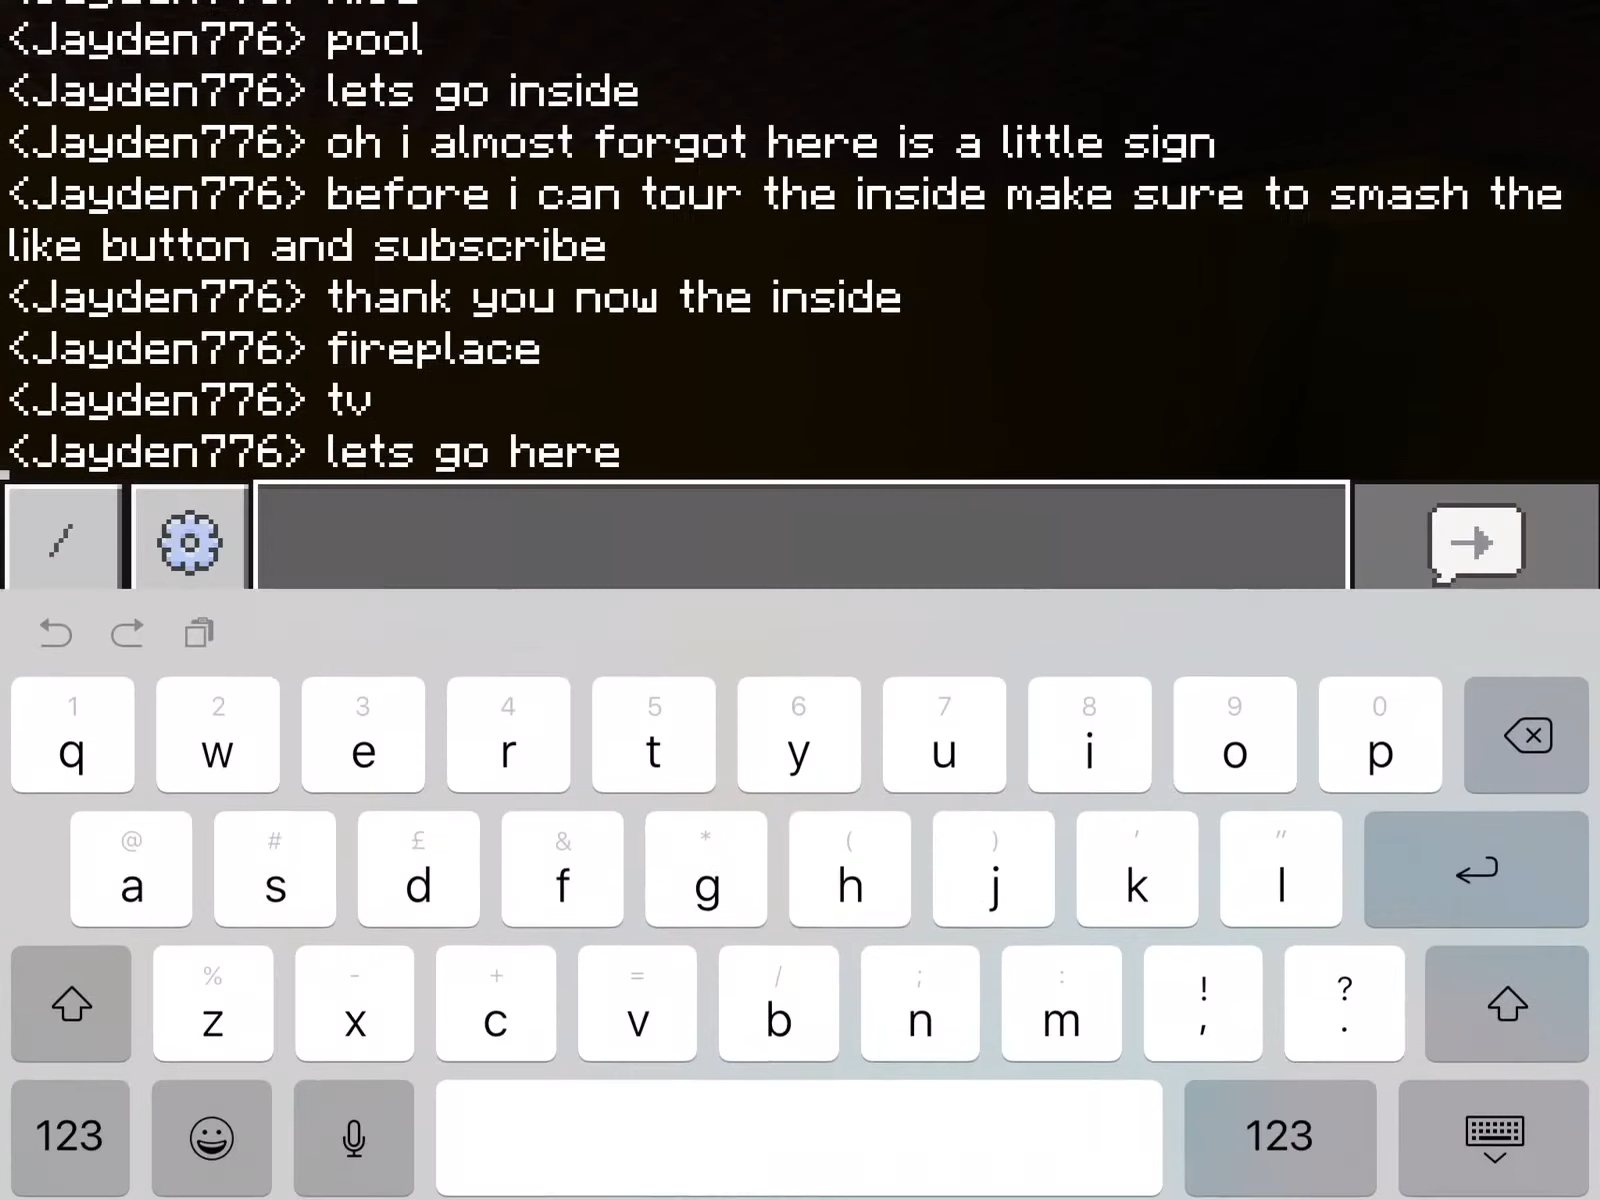 <Jayden776> pool
<Jayden776> lets go inside
<Jayden776> oh i almost forgot here is a little sign
<Jayden776> before i can tour the inside make sure to smash the
like button and subscribe
<Jayden776> thank you now the inside
<Jayden776> fireplace
<Jayden776> tv
<Jayden776> lets go here
/
1 2 3 4 5 6 7 8 9 0
q w e r t y u i o p
@ # £ & * ( ) ' "
a s d f g h j k l
% - + = / ; : ! ?
z x c v b n m , .
123 123